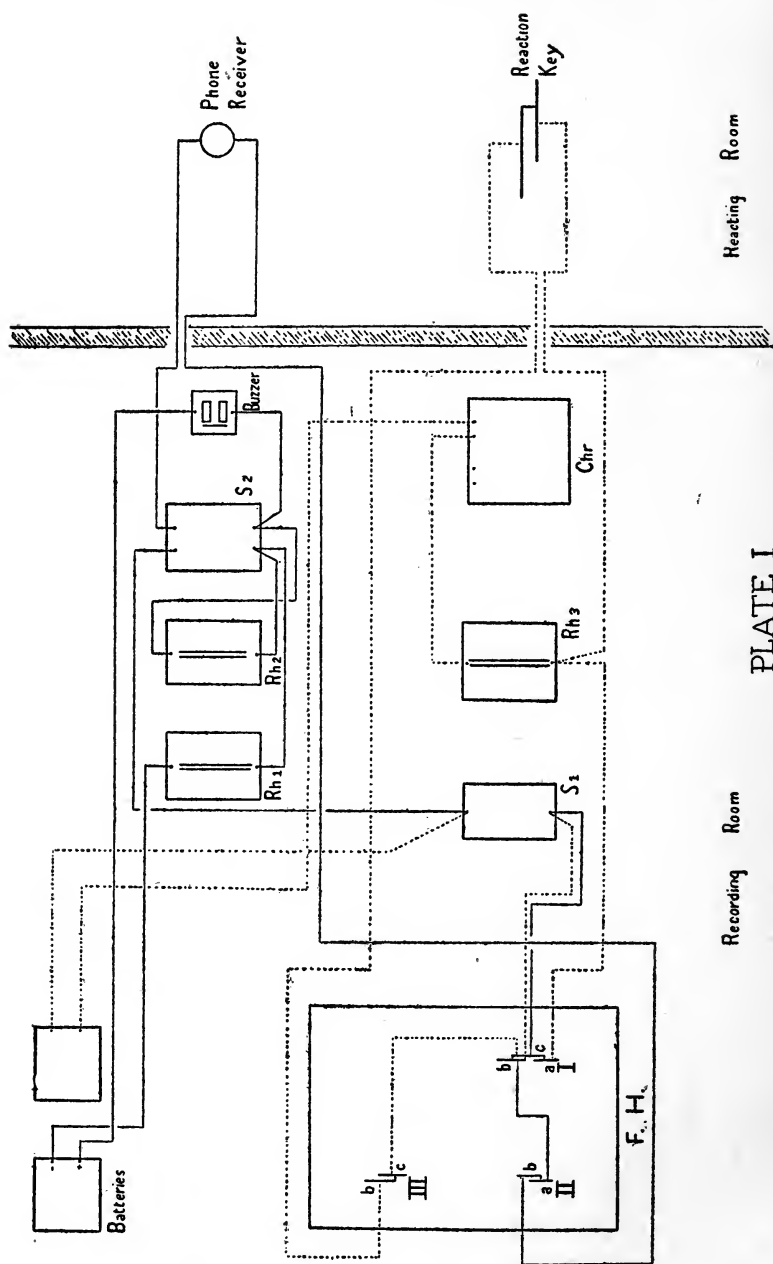 Phone
Receiver
Reaction
Key
Reacting Room
Buzzer
S2
Rh2
Rh1
Chr
Rh3
S1
Recording Room
Batteries
b
c
III
b
c
a
I
b
a
II
F. H.
PLATE I